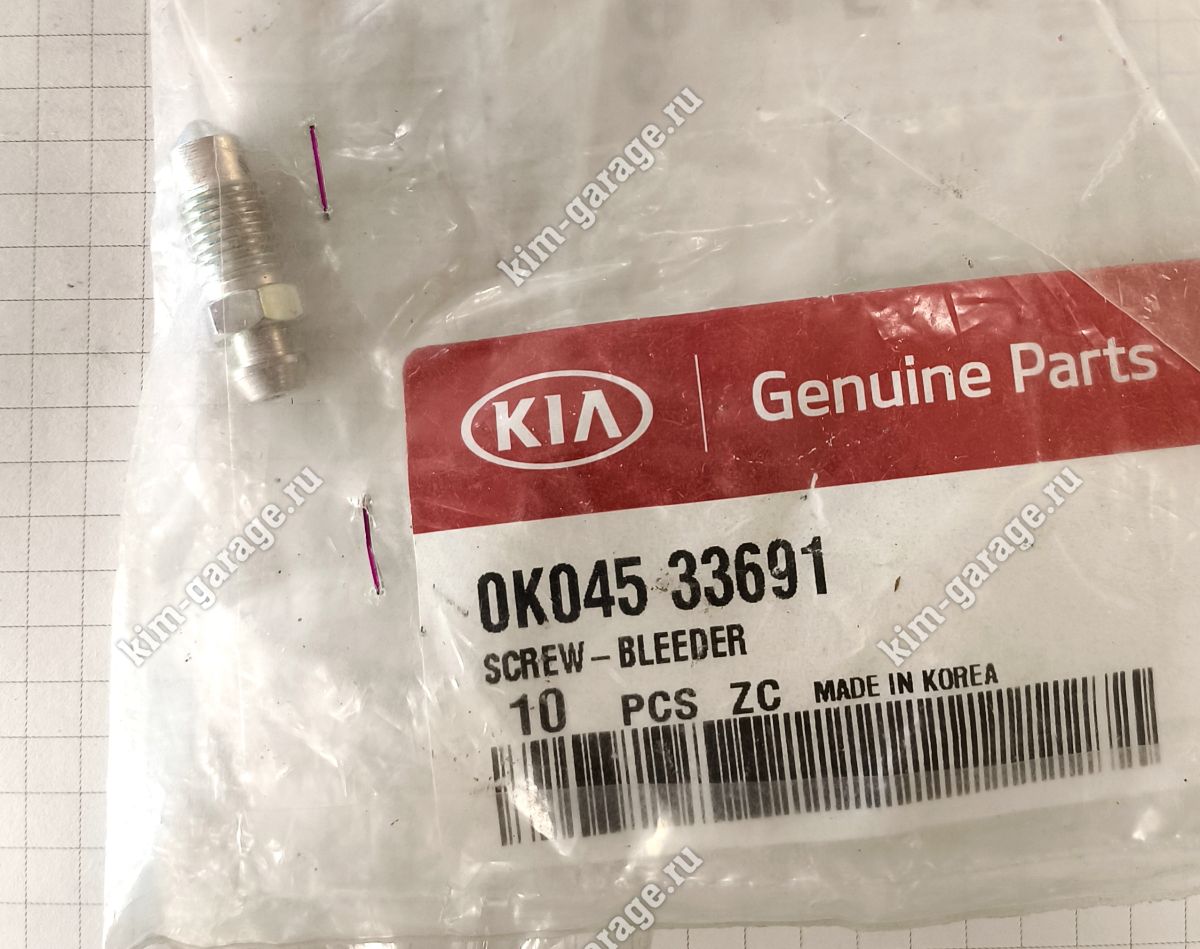 kim-garage.ru
KIA Genuine Parts
kim-garage.ru
kim-garage.ru
0K045 33691
SCREW-BLEEDER
10 PCS ZC MADE IN KOREA
kim-garage.ru